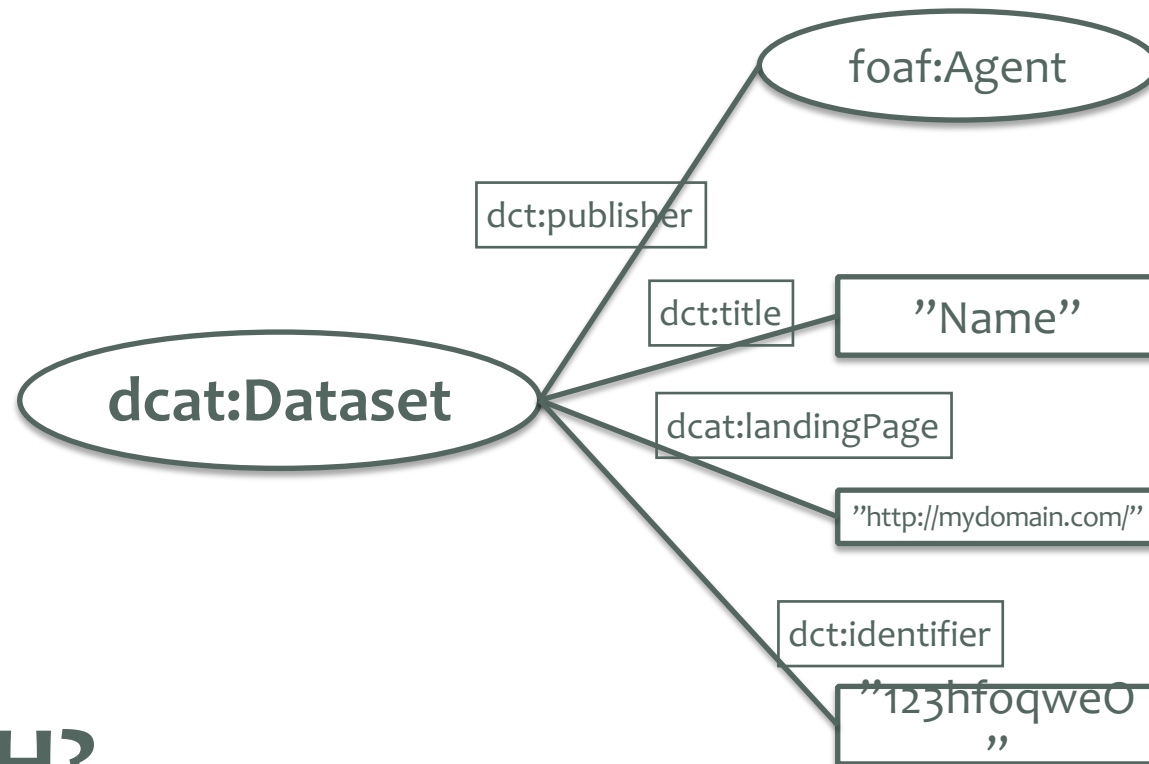 foaf:Agent
dct:publisher
dct:title
”Name”
dcat:Dataset
dcat:landingPage
”http://mydomain.com/”
dct:identifier
”123hfoqweO
”
H?